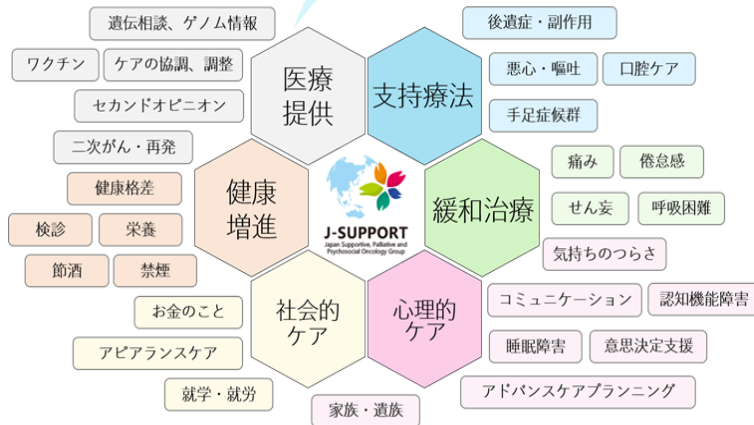 遺伝相談、ゲノム情報
ワクチン
ケアの協調、調整
セカンドオピニオン
二次がん・再発
医療
提供
支持療法
後遺症・副作用
悪心・嘔吐
口腔ケア
手足症候群
健康格差
検診
栄養
節酒
禁煙
健康
増進
J-SUPPORT
Japan Supportive, Palliative and
Psychosocial Oncology Group
緩和治療
痛み
倦怠感
せん妄
呼吸困難
お金のこと
アピアランスケア
就学・就労
社会的
ケア
心理的
ケア
気持ちのつらさ
コミュニケーション
認知機能障害
睡眠障害
意思決定支援
アドバンスケアプランニング
家族・遺族